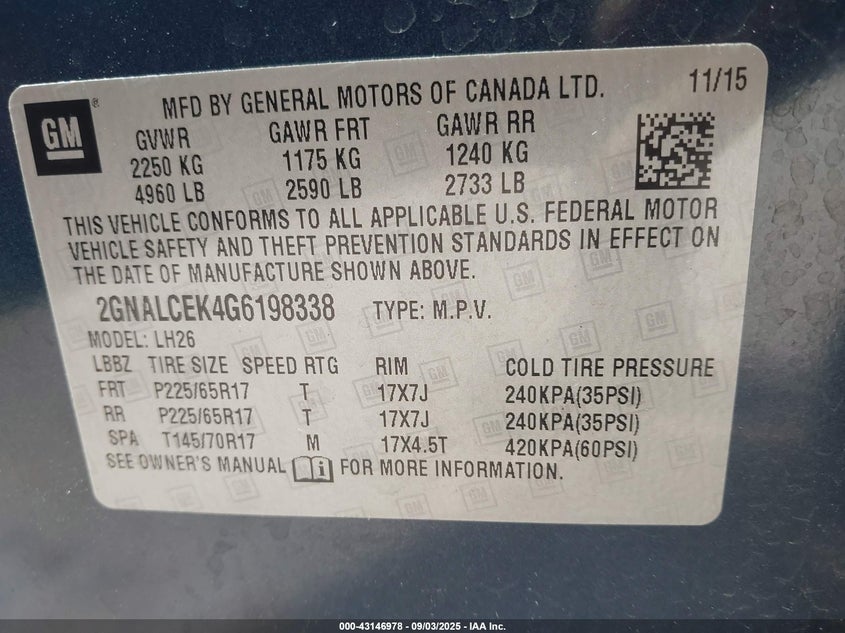 GM ® MFD BY GENERAL MOTORS OF CANADA LTD. 11/15
GVWR GAWR FRT GAWR RR
2250 KG 1175 KG 1240 KG
4960 LB 2590 LB 2733 LB
THIS VEHICLE CONFORMS TO ALL APPLICABLE U.S. FEDERAL MOTOR
VEHICLE SAFETY AND THEFT PREVENTION STANDARDS IN EFFECT ON
THE DATE OF MANUFACTURE SHOWN ABOVE.
2GNALCEK4G6198338 TYPE: M.P.V.
MODEL: LH26
LBBZ TIRE SIZE SPEED RTG RIM COLD TIRE PRESSURE
FRT P225/65R17 T 17X7J 240KPA(35PSI)
RR P225/65R17 T 17X7J 240KPA(35PSI)
SPA T145/70R17 M 17X4.5T 420KPA(60PSI)
SEE OWNER'S MANUAL FOR MORE INFORMATION.
000-43146978 - 09/03/2025 - IAA Inc.